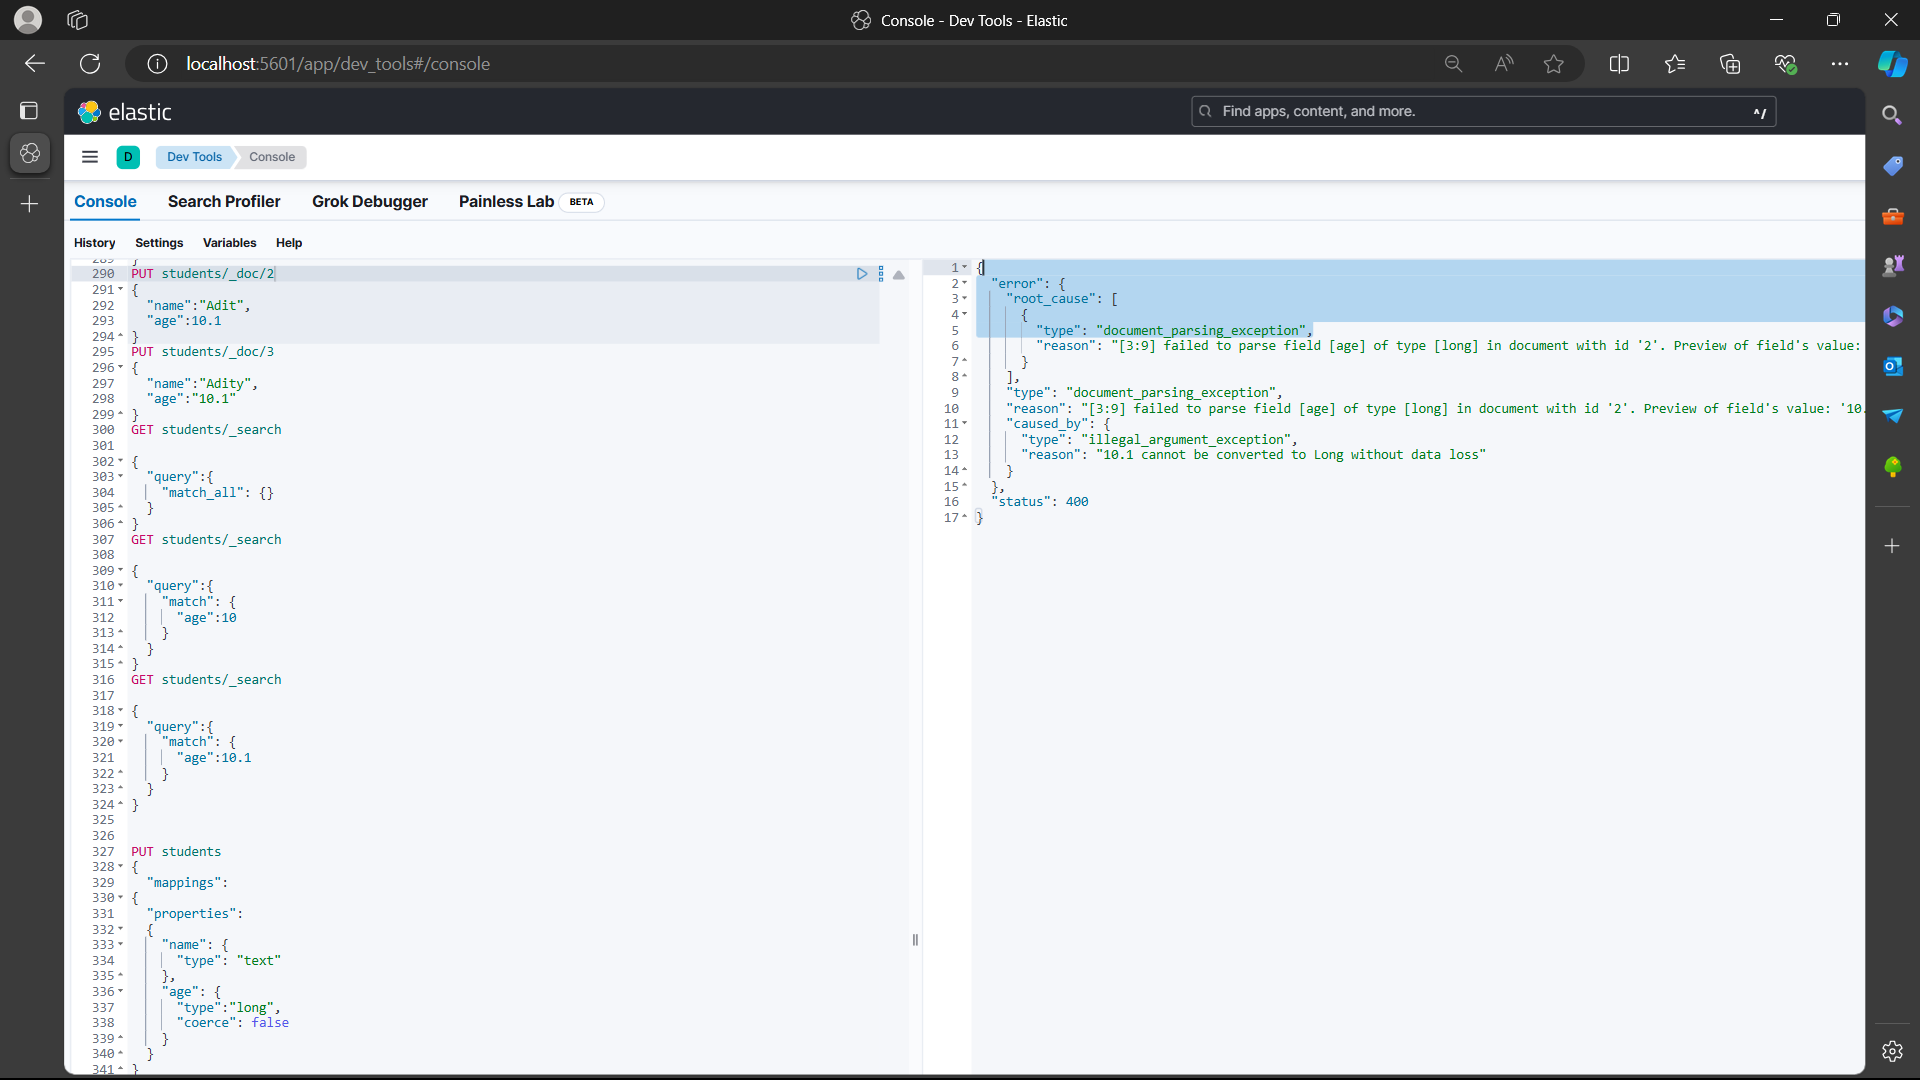 Console - Dev Tools - Elastic
localhost:5601/app/dev_tools#/console
elastic
Find apps, content, and more.
^/
D
Dev Tools
Console
Console
Search Profiler
Grok Debugger
Painless Lab
BETA
History
Settings
Variables
Help
289 }
290 PUT students/_doc/2
291 {
292 "name":"Adit",
293 "age":10.1
294 }
295 PUT students/_doc/3
296 {
297 "name":"Adity",
298 "age":"10.1"
299 }
300 GET students/_search
301
302 {
303 "query":{
304 "match_all": {}
305 }
306 }
307 GET students/_search
308
309 {
310 "query":{
311 "match": {
312 "age":10
313 }
314 }
315 }
316 GET students/_search
317
318 {
319 "query":{
320 "match": {
321 "age":10.1
322 }
323 }
324 }
325
326
327 PUT students
328 {
329 "mappings":
330 {
331 "properties":
332 {
333 "name": {
334 "type": "text"
335 },
336 "age": {
337 "type":"long",
338 "coerce": false
339 }
340 }
341 }
1 {
2 "error": {
3 "root_cause": [
4 {
5 "type": "document_parsing_exception",
6 "reason": "[3:9] failed to parse field [age] of type [long] in document with id '2'. Preview of field's value:
7 }
8 ],
9 "type": "document_parsing_exception",
10 "reason": "[3:9] failed to parse field [age] of type [long] in document with id '2'. Preview of field's value: '10.
11 "caused_by": {
12 "type": "illegal_argument_exception",
13 "reason": "10.1 cannot be converted to Long without data loss"
14 }
15 },
16 "status": 400
17 }